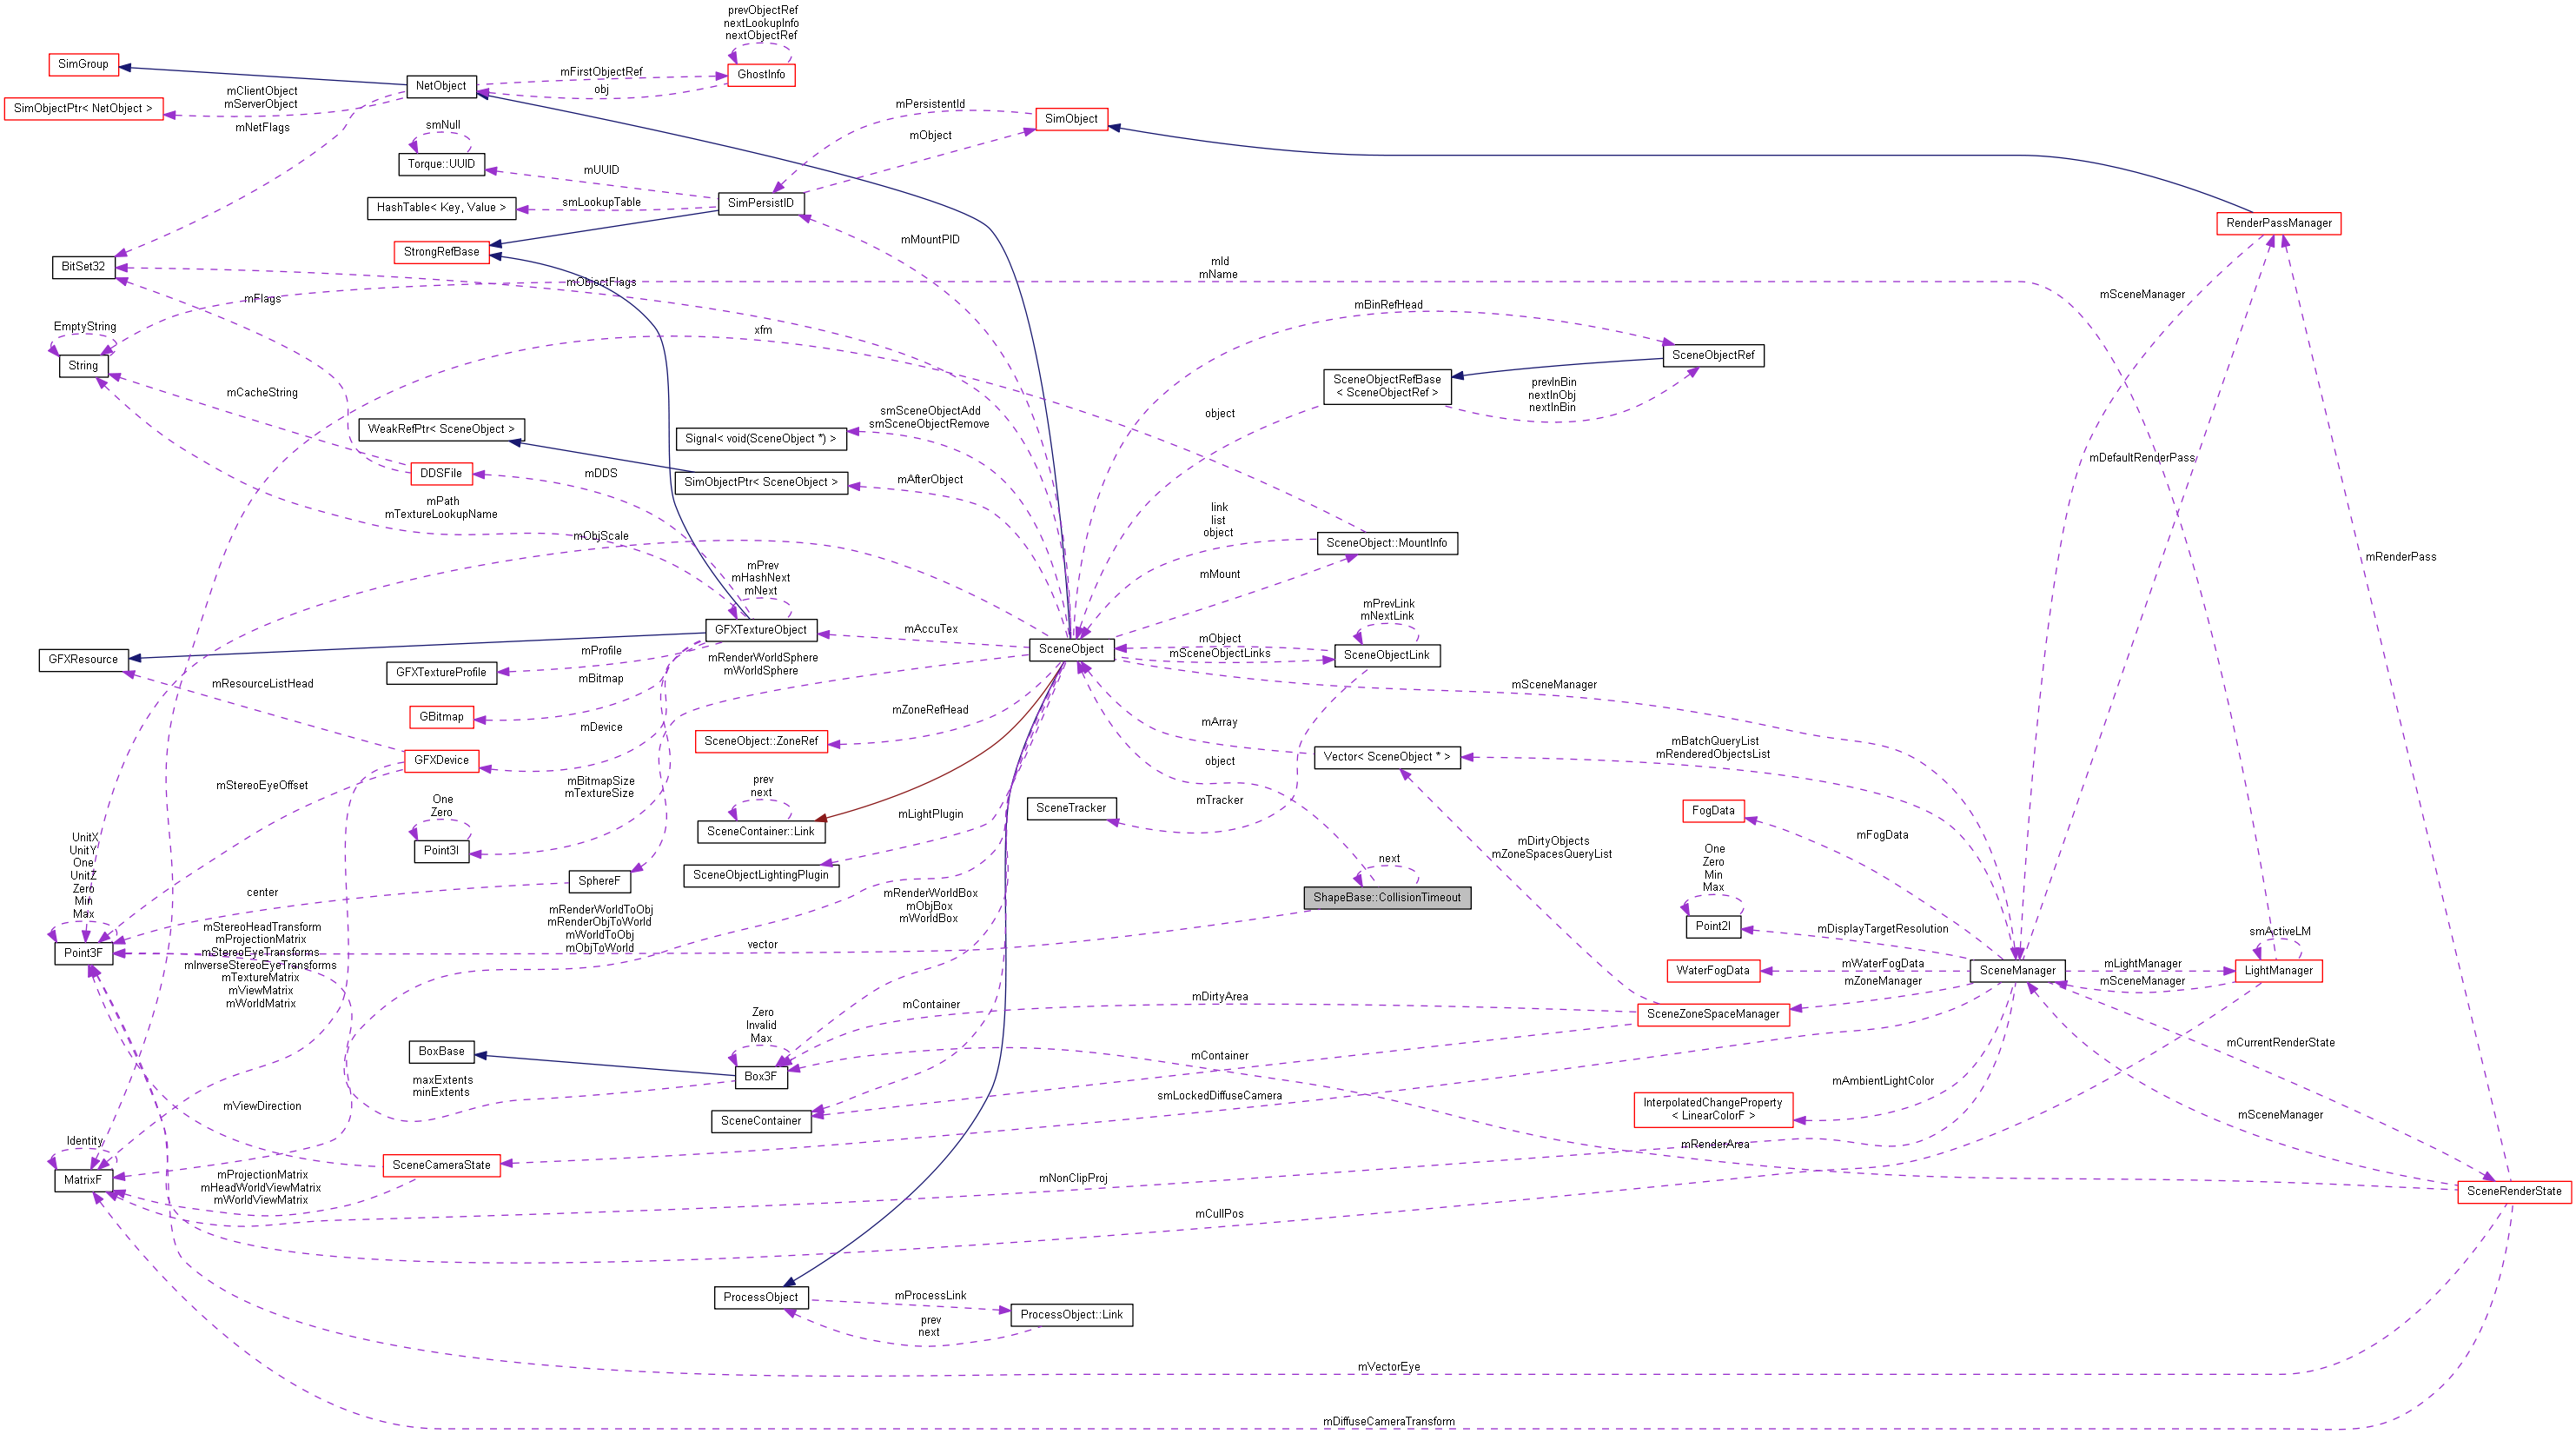 prevObjectRef
nextLookupInfo
nextObjectRef
SimGroup
mFirstObjectRef
GhostInfo
NetObject
obj
mClientObject
mServerObject
SimObjectPtr< NetObject >
mNetFlags
mPersistentId
SimObject
smNull
mObject
Torque::UUID
mUUID
HashTable< Key, Value >
smLookupTable
SimPersistID
RenderPassManager
mMountPID
StrongRefBase
BitSet32
mId
mName
mObjectFlags
mFlags
mSceneManager
mBinRefHead
EmptyString
xfm
String
SceneObjectRef
SceneObjectRefBase
< SceneObjectRef >
prevInBin
nextInObj
nextInBin
mCacheString
smSceneObjectAdd
smSceneObjectRemove
object
WeakRefPtr< SceneObject >
Signal< void(SceneObject *) >
mDefaultRenderPass
DDSFile
mDDS
SimObjectPtr< SceneObject >
mAfterObject
mPath
mTextureLookupName
link
list
object
mObjScale
SceneObject::MountInfo
mRenderPass
mPrev
mHashNext
mNext
mMount
mPrevLink
mNextLink
GFXTextureObject
mAccuTex
SceneObject
mObject
mSceneObjectLinks
SceneObjectLink
GFXResource
GFXTextureProfile
mProfile
mRenderWorldSphere
mWorldSphere
mBitmap
mResourceListHead
mSceneManager
GBitmap
mZoneRefHead
mArray
mDevice
SceneObject::ZoneRef
mBatchQueryList
mRenderedObjectsList
Vector< SceneObject * >
GFXDevice
object
mStereoEyeOffset
mBitmapSize
mTextureSize
prev
next
One
Zero
SceneTracker
mTracker
FogData
mLightPlugin
SceneContainer::Link
mFogData
UnitX
UnitY
One
UnitZ
Zero
Min
Max
Point3I
mDirtyObjects
mZoneSpacesQueryList
One
Zero
Min
Max
next
SceneObjectLightingPlugin
center
SphereF
ShapeBase::CollisionTimeout
mRenderWorldBox
mObjBox
mWorldBox
mRenderWorldToObj
mRenderObjToWorld
mWorldToObj
mObjToWorld
Point2I
mDisplayTargetResolution
smActiveLM
mStereoHeadTransform
mProjectionMatrix
mStereoEyeTransforms
mInverseStereoEyeTransforms
mTextureMatrix
mViewMatrix
mWorldMatrix
Point3F
vector
WaterFogData
mWaterFogData
mZoneManager
SceneManager
mLightManager
mSceneManager
LightManager
mDirtyArea
mContainer
Zero
Invalid
Max
SceneZoneSpaceManager
BoxBase
mCurrentRenderState
mContainer
Box3F
maxExtents
minExtents
mAmbientLightColor
smLockedDiffuseCamera
InterpolatedChangeProperty
< LinearColorF >
mViewDirection
SceneContainer
mSceneManager
Identity
mRenderArea
SceneCameraState
MatrixF
mProjectionMatrix
mHeadWorldViewMatrix
mWorldViewMatrix
mNonClipProj
SceneRenderState
mCullPos
ProcessObject
mProcessLink
ProcessObject::Link
prev
next
mVectorEye
mDiffuseCameraTransform